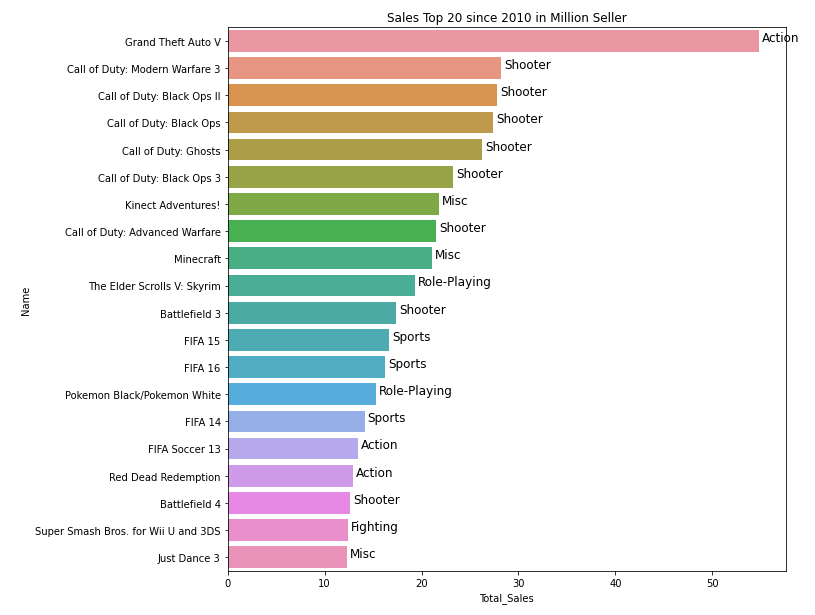 Sales Top 20 since 2010 in Million Seller
Grand Theft Auto V Action
Call of Duty: Modern Warfare 3 Shooter
Call of Duty: Black Ops II Shooter
Call of Duty: Black Ops Shooter
Call of Duty: Ghosts Shooter
Call of Duty: Black Ops 3 Shooter
Kinect Adventures! Misc
Call of Duty: Advanced Warfare Shooter
Minecraft Misc
The Elder Scrolls V: Skyrim Role-Playing
Name
Battlefield 3 Shooter
FIFA 15 Sports
FIFA 16 Sports
Pokemon Black/Pokemon White Role-Playing
FIFA 14 Sports
FIFA Soccer 13 Action
Red Dead Redemption Action
Battlefield 4 Shooter
Super Smash Bros. for Wii U and 3DS Fighting
Just Dance 3 Misc
0 10 20 30 40 50
Total_Sales